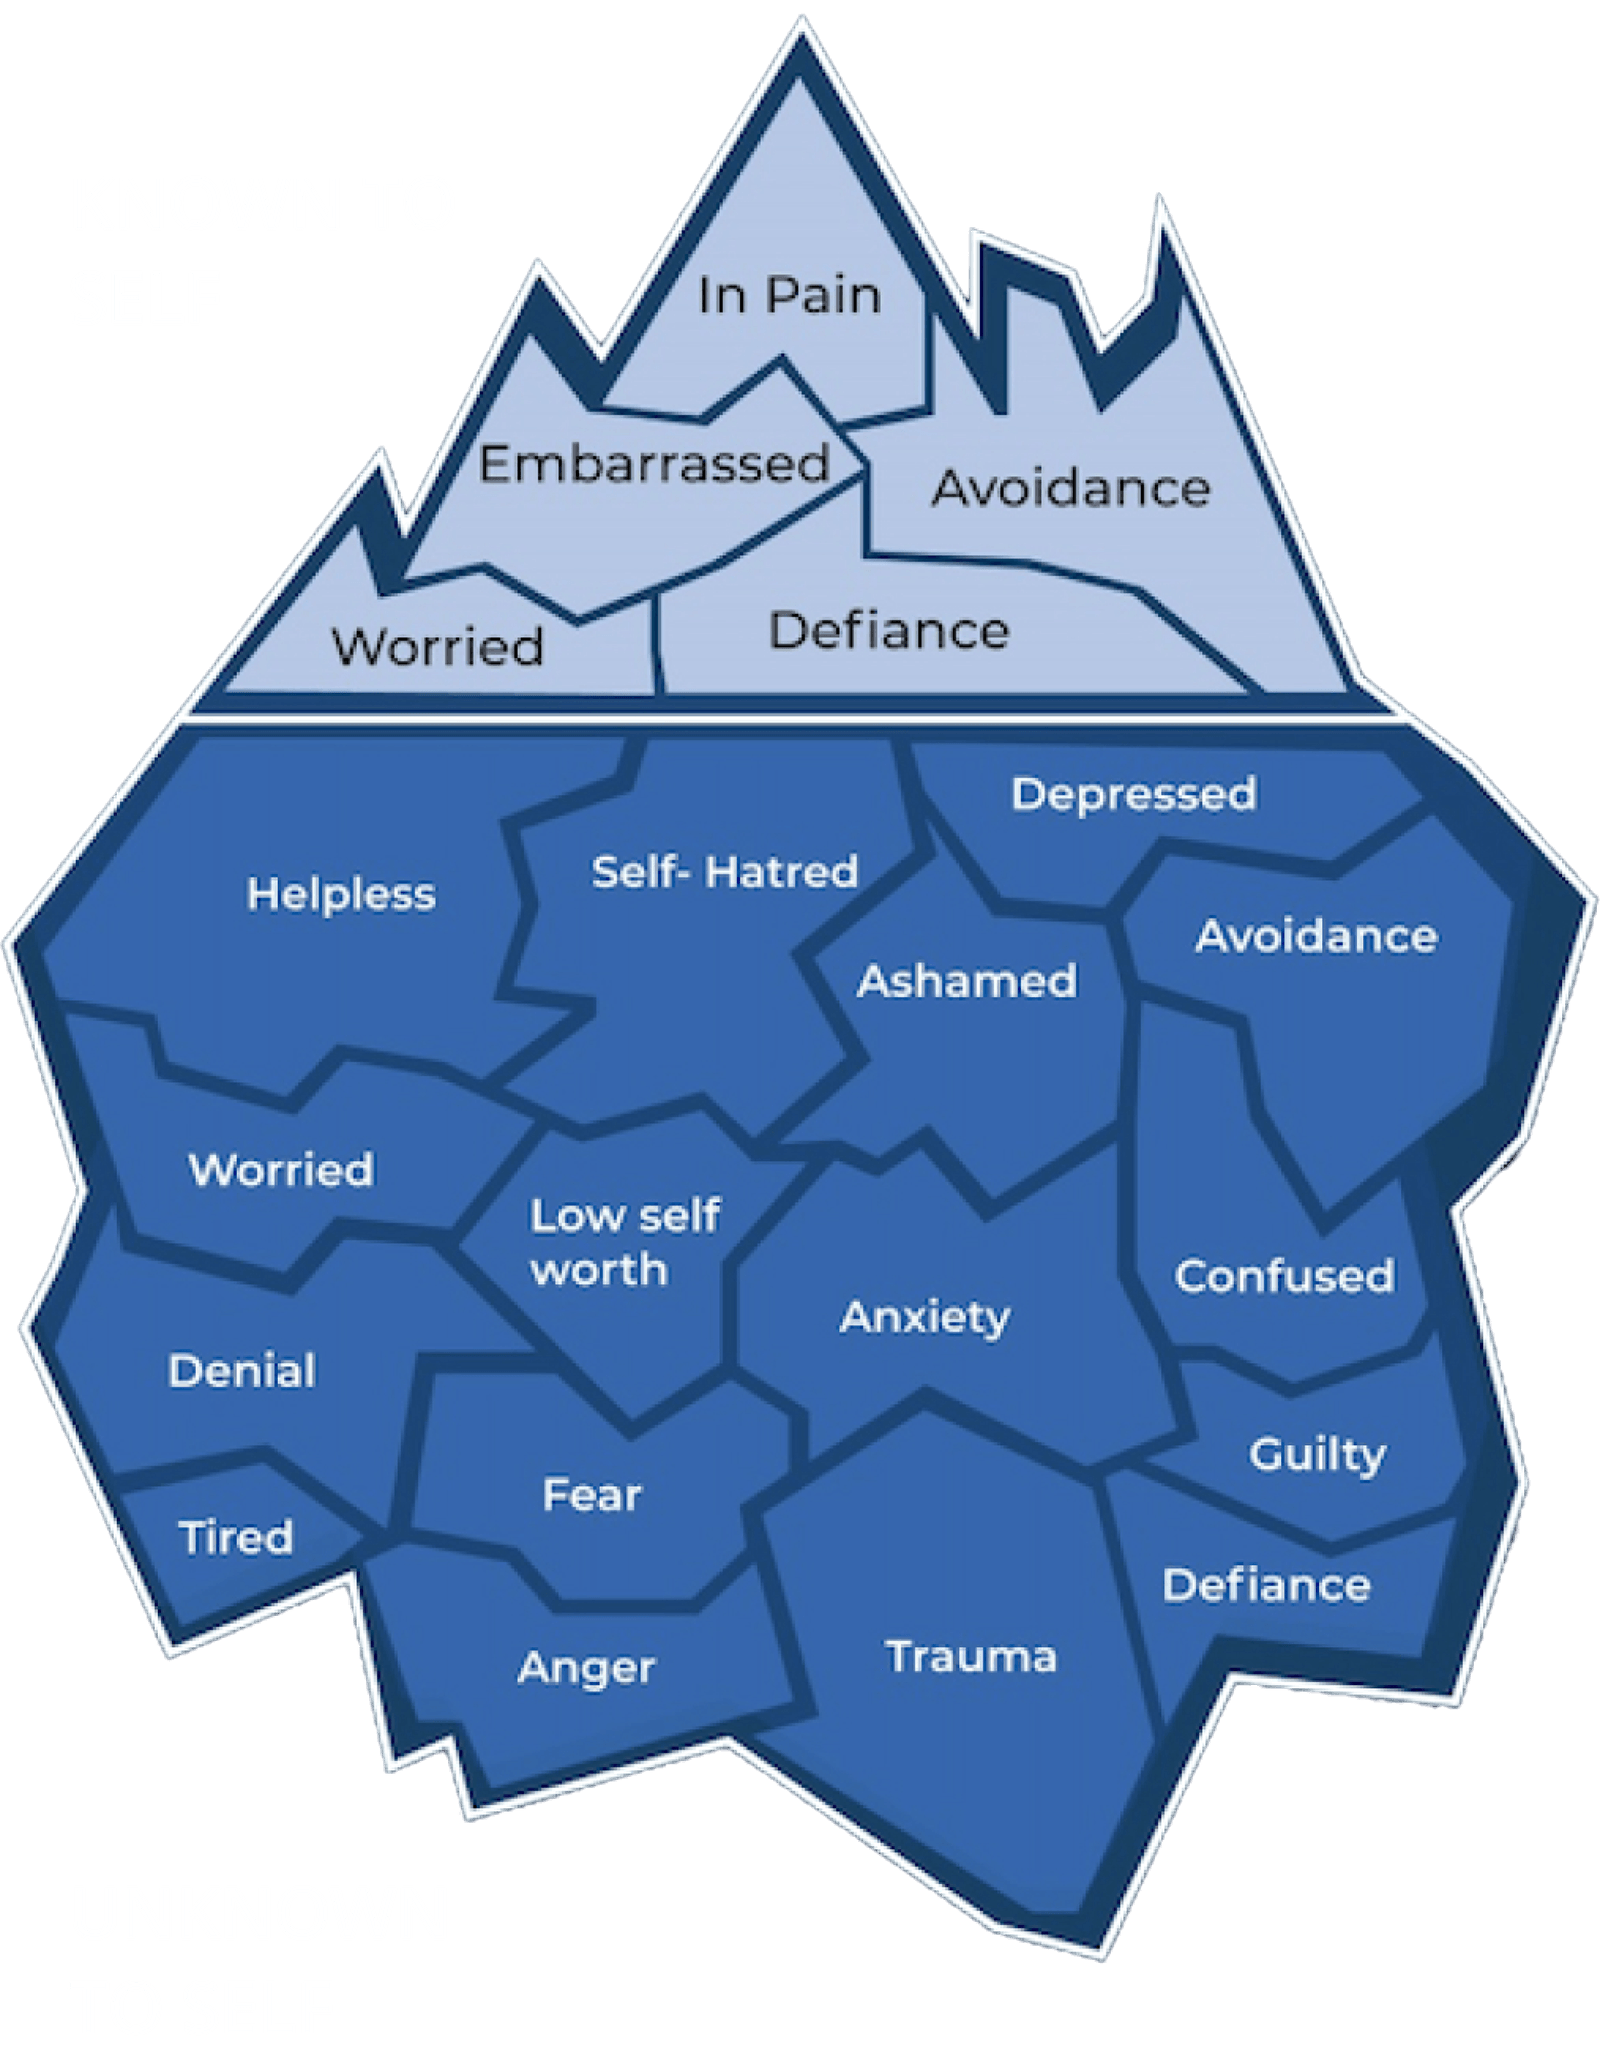 In Pain
Embarrassed
Avoidance
Worried
Defiance
Depressed
Helpless
Self- Hatred
Avoidance
Ashamed
Worried
Low self
worth
Confused
Anxiety
Denial
Guilty
Fear
Tired
Defiance
Anger
Trauma